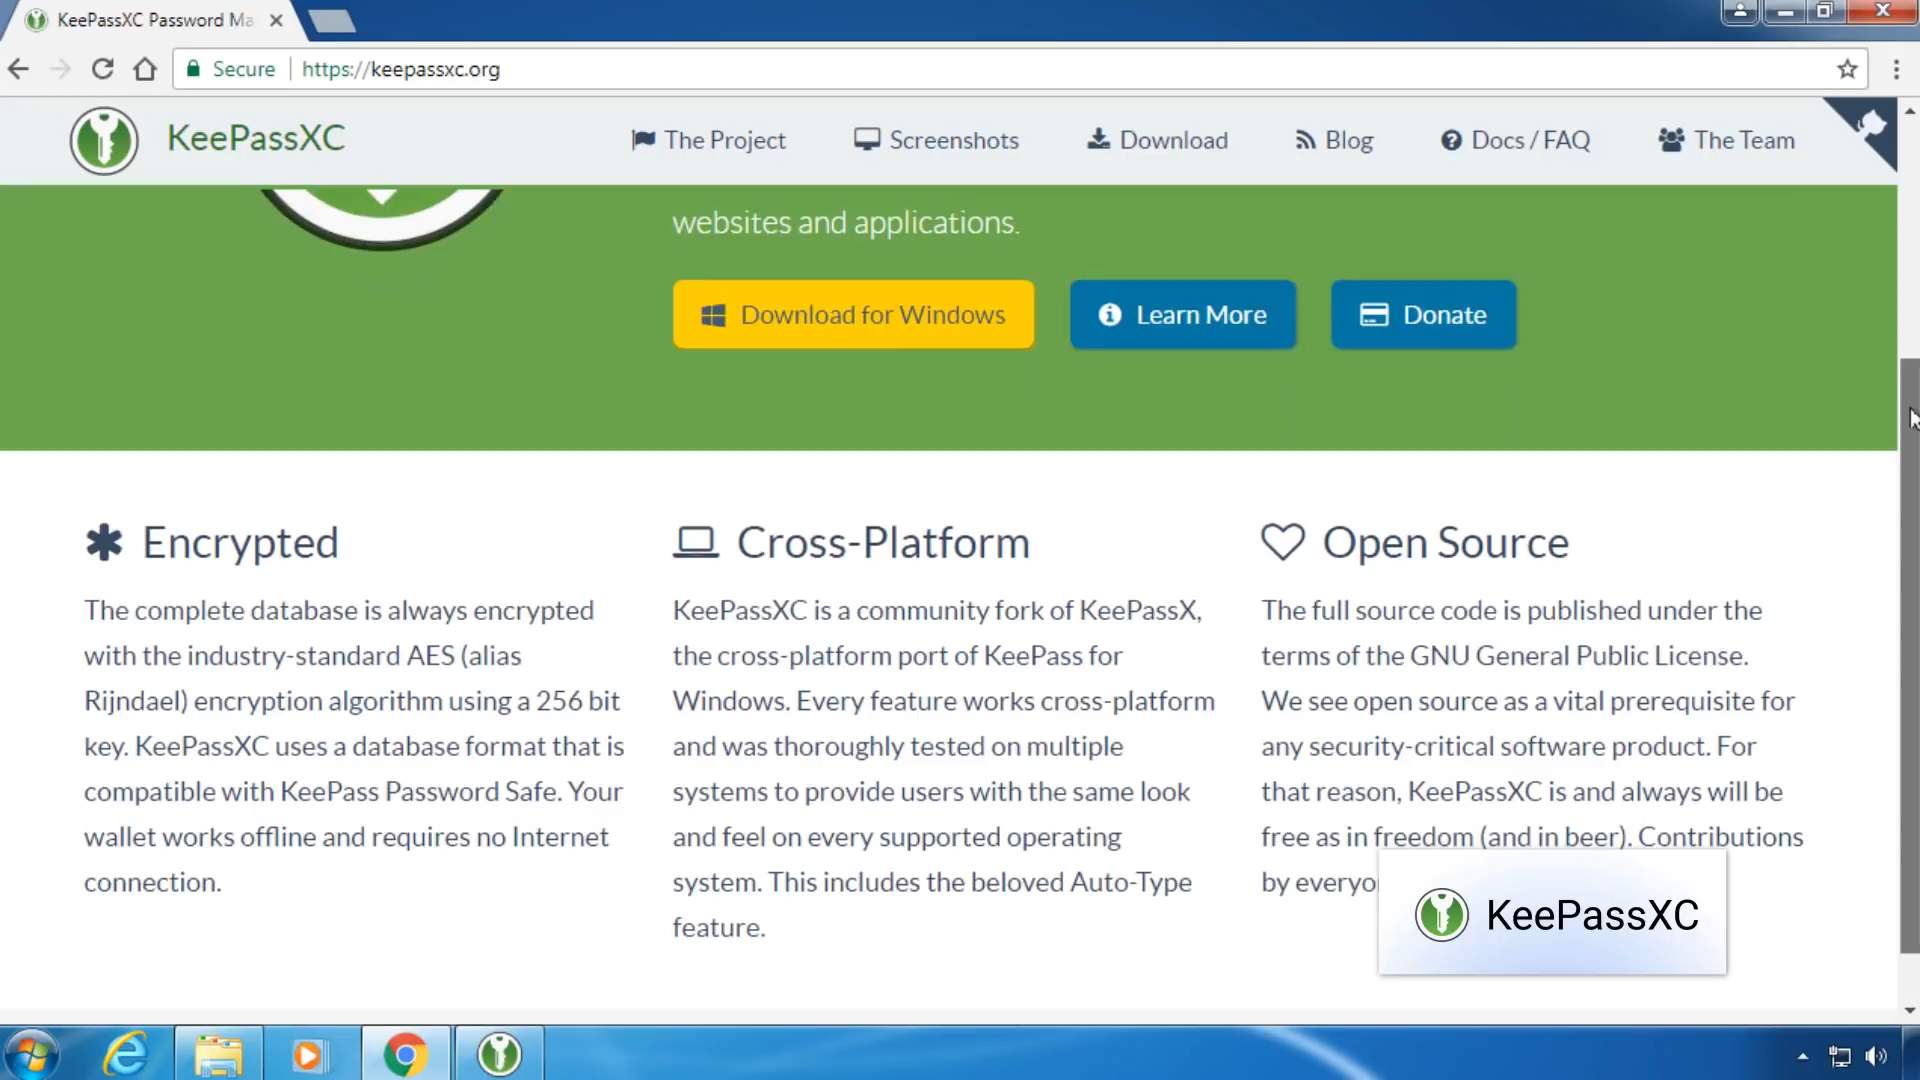 KeePassXC Password Ma
Secure
https://keepassxc.org
KeePassXC
The Project
Screenshots
Download
Blog
Docs / FAQ
The Team
websites and applications.
Download for Windows
Learn More
Donate
Encrypted
The complete database is always encrypted
with the industry-standard AES (alias
Rijndael) encryption algorithm using a 256 bit
key. KeePassXC uses a database format that is
compatible with KeePass Password Safe. Your
wallet works offline and requires no Internet
connection.
Cross-Platform
KeePassXC is a community fork of KeePassX,
the cross-platform port of KeePass for
Windows. Every feature works cross-platform
and was thoroughly tested on multiple
systems to provide users with the same look
and feel on every supported operating
system. This includes the beloved Auto-Type
feature.
Open Source
The full source code is published under the
terms of the GNU General Public License.
We see open source as a vital prerequisite for
any security-critical software product. For
that reason, KeePassXC is and always will be
free as in freedom (and in beer). Contributions
by everyo
KeePassXC